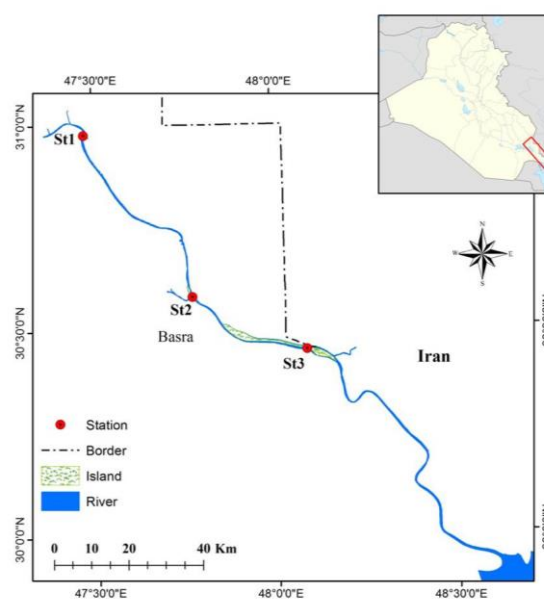 47°30'0"E 48°0'0"E
31°0'0"N
St1
N
W E
S
St2
Basra
30°30'0"N
St3
Iran
Station
Border
Island
River
30°0'0"N
0 10 20 40 Km
47°30'0"E 48°0'0"E 48°30'0"E